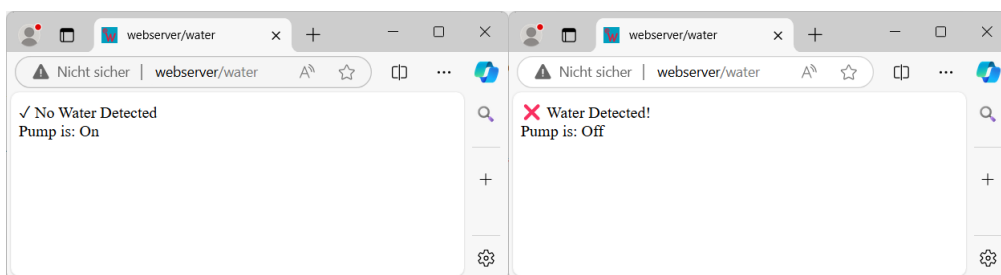 webserver/water
Nicht sicher | webserver/water
✓ No Water Detected
Pump is: On
webserver/water
Nicht sicher | webserver/water
❌ Water Detected!
Pump is: Off